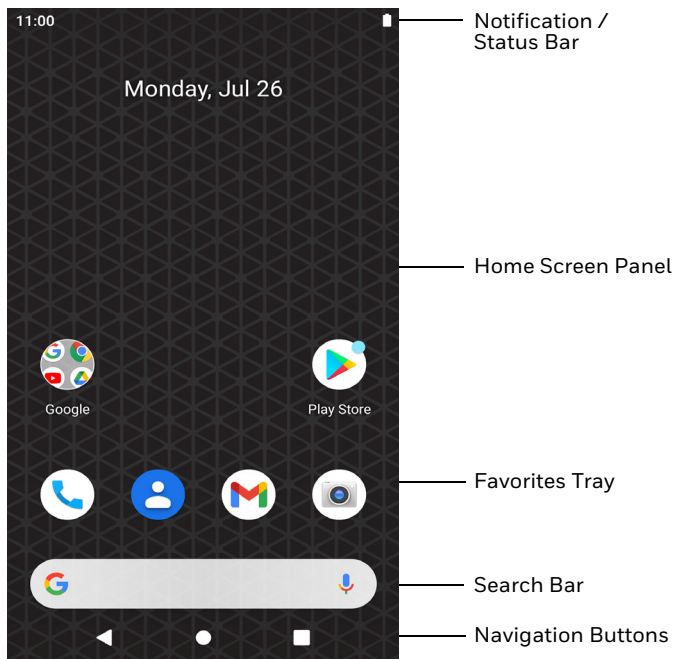 11:00
Notification /
Status Bar
Monday, Jul 26
Home Screen Panel
Google
Play Store
Favorites Tray
Search Bar
Navigation Buttons